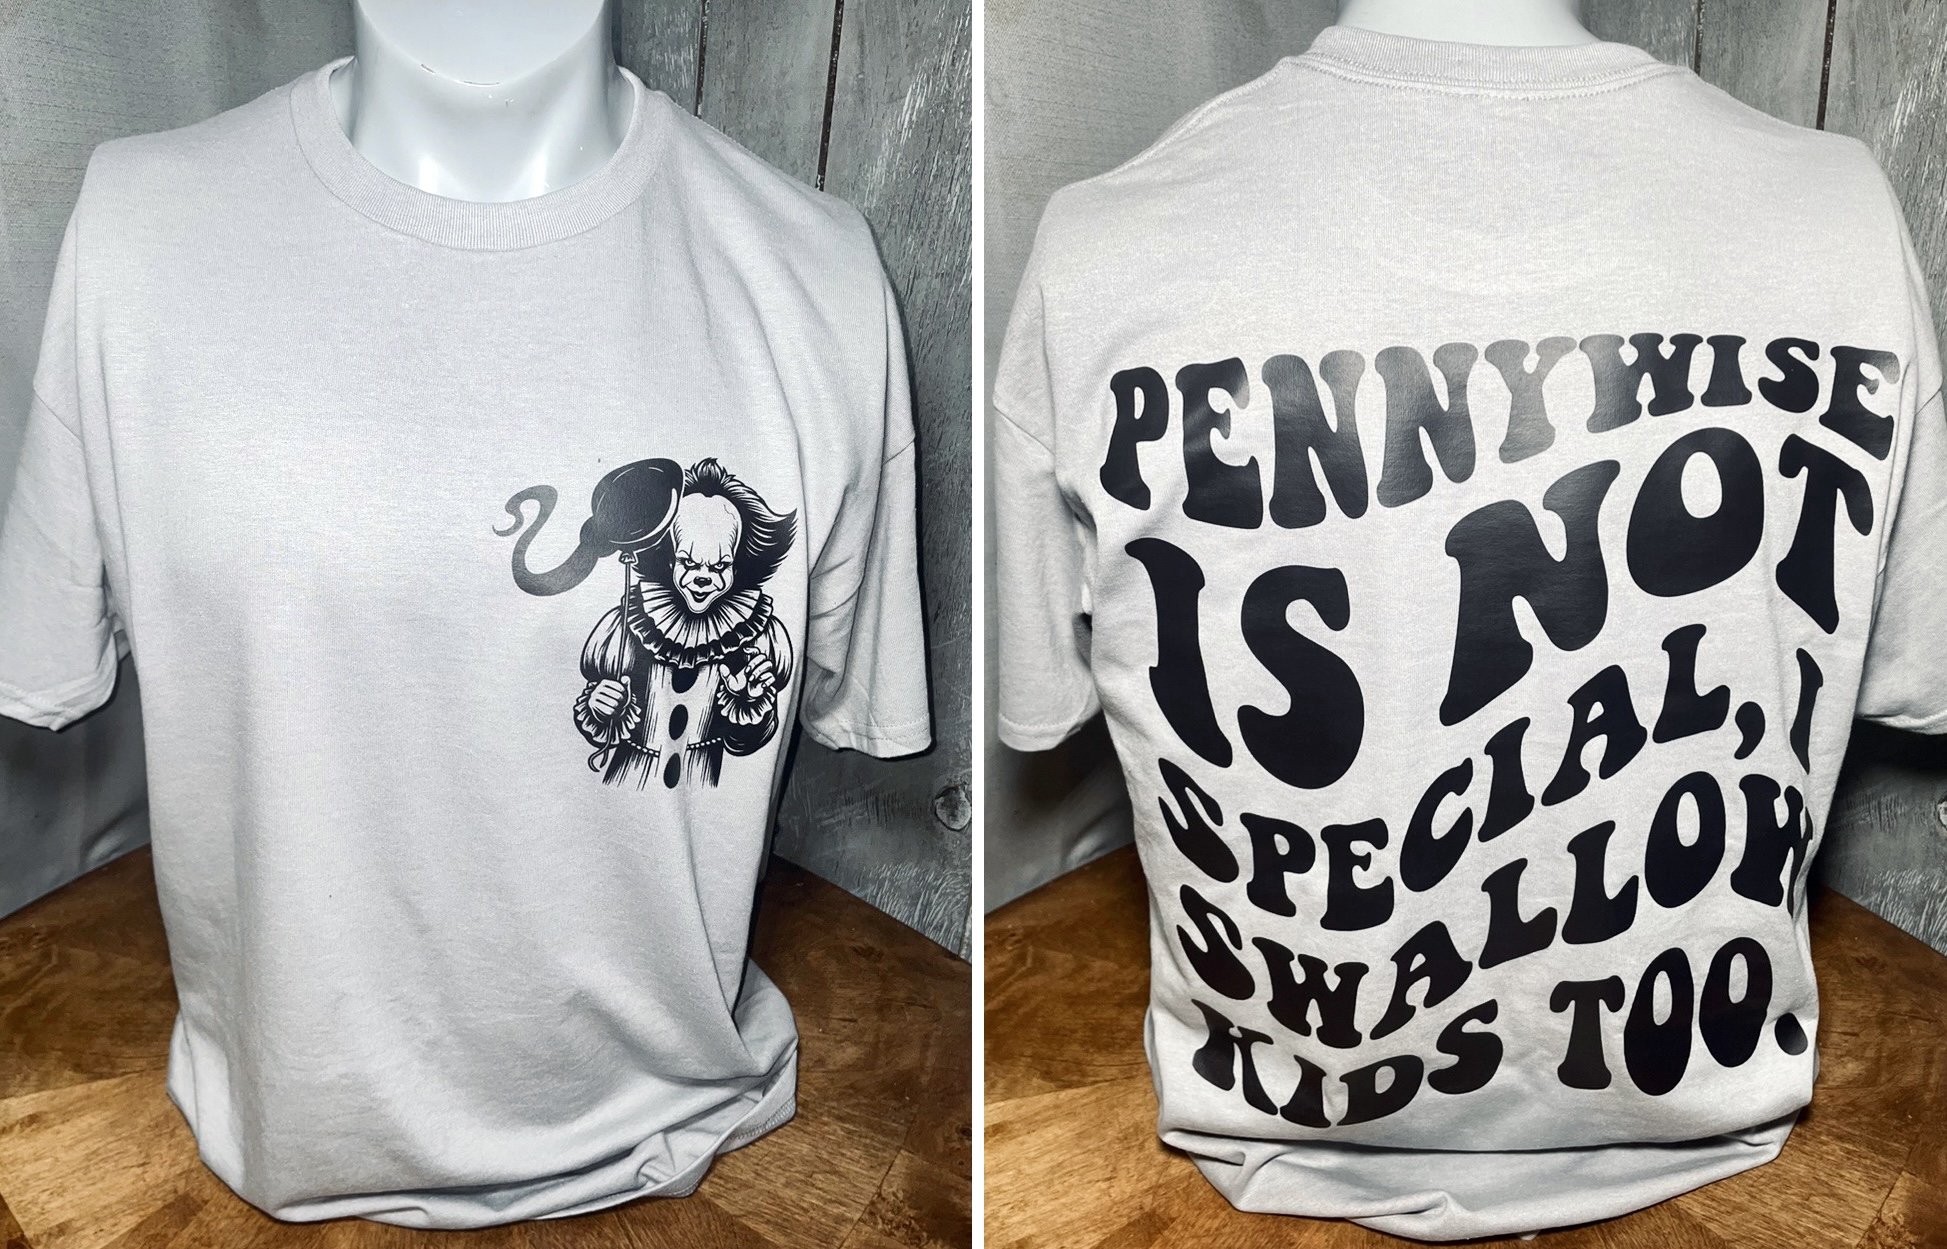 PENNYWISE
IS NOT
SPECIAL, I
SWALLOW
KIDS TOO.